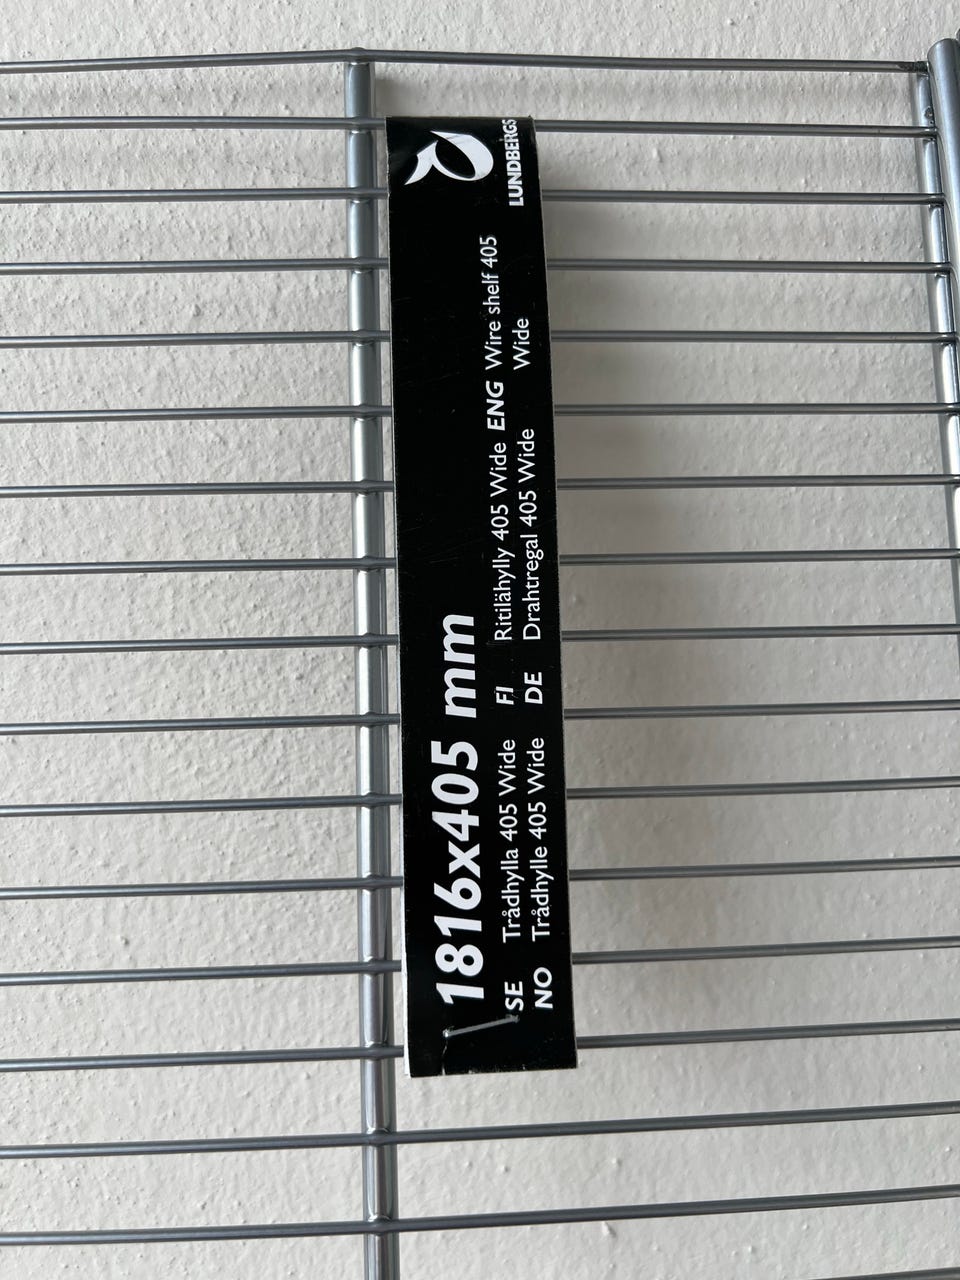 LUNDBERGS
1816x405 mm
SE Trådhylla 405 Wide FI Ritilähylly 405 Wide ENG Wire shelf 405
NO Trådhylle 405 Wide DE Drahtregal 405 Wide Wide